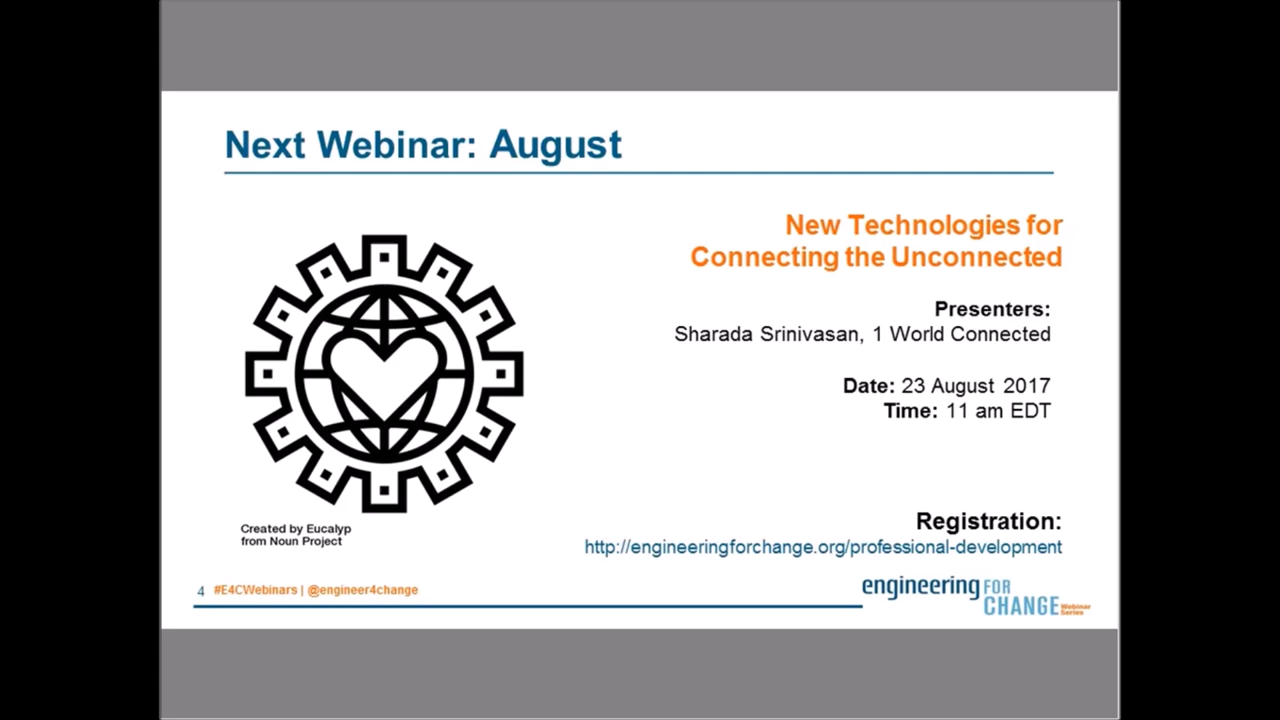 Next Webinar: August
New Technologies for
Connecting the Unconnected
Presenters:
Sharada Srinivasan, 1 World Connected
Date: 23 August 2017
Time: 11 am EDT
Created by Eucalyp
from Noun Project
Registration:
http://engineeringforchange.org/professional-development
4 #E4CWebinars | @engineer4change
engineering FOR
CHANGE Webinar
Series